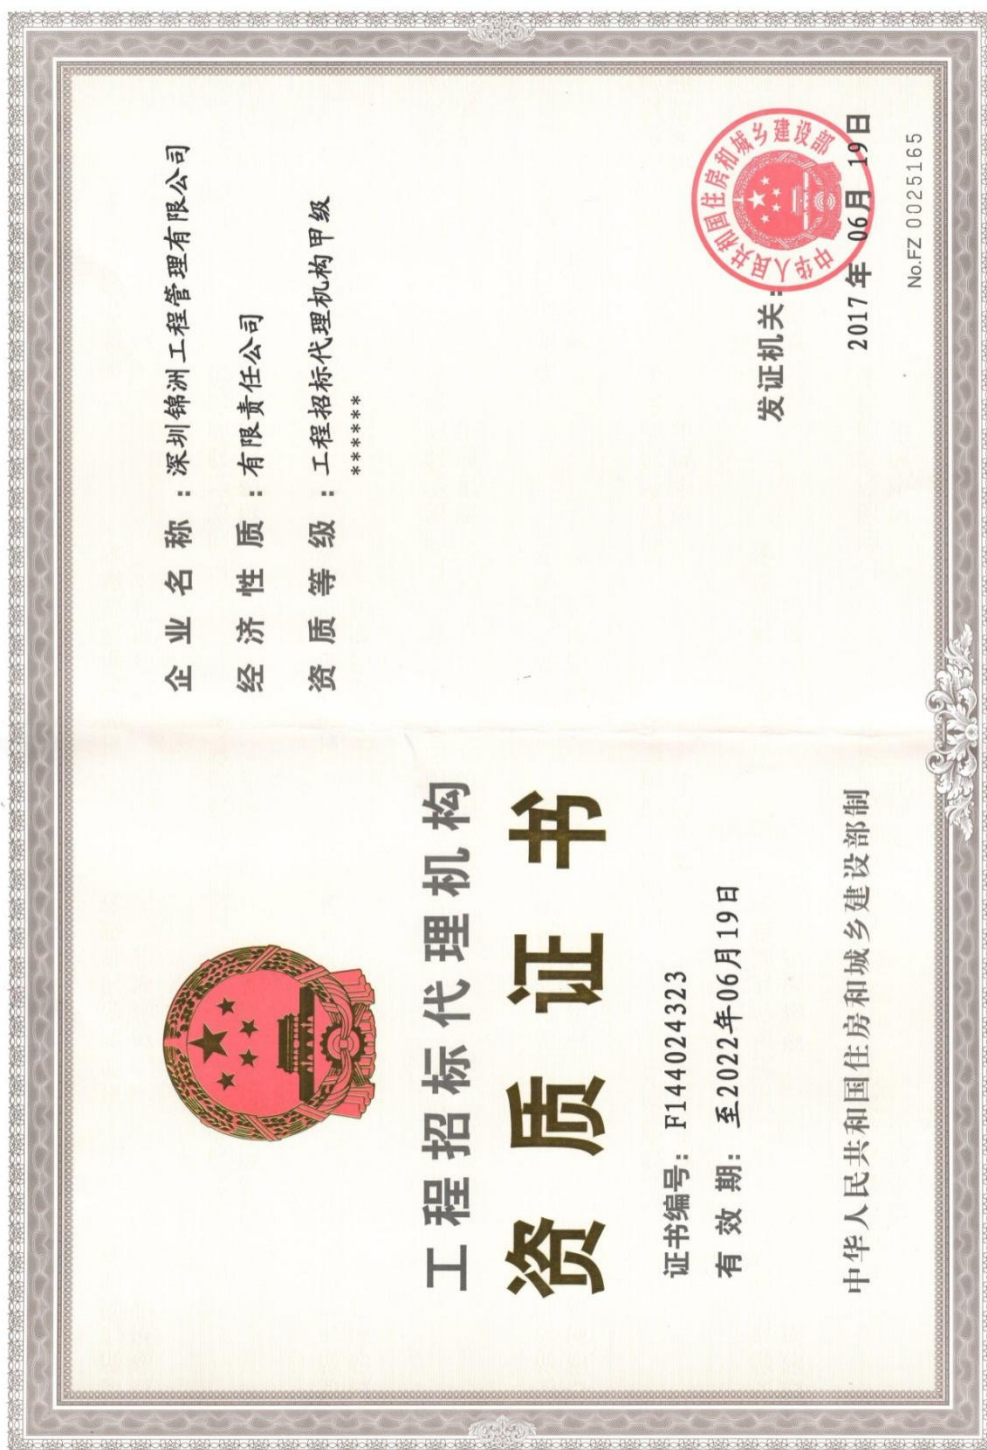 工程招标代理机构
资质证书
证书编号: F144024323
有效期: 至2022年06月19日
中华人民共和国住房和城乡建设部制
企业名称:深圳锦洲工程管理有限公司
经济性质:有限责任公司
资质等级:工程招标代理机构甲级
******
发证机关:
中华人民共和国住房和城乡建设部
2017年 06月 19日
No.FZ 0025165